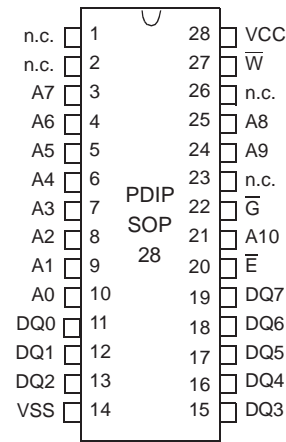 n.c. 1 28 VCC
n.c. 2 27 W̅
A7 3 26 n.c.
A6 4 25 A8
A5 5 24 A9
A4 6 23 n.c.
A3 7 PDIP 22 G̅
A2 8 SOP 21 A10
A1 9 28 20 E̅
A0 10 19 DQ7
DQ0 11 18 DQ6
DQ1 12 17 DQ5
DQ2 13 16 DQ4
VSS 14 15 DQ3